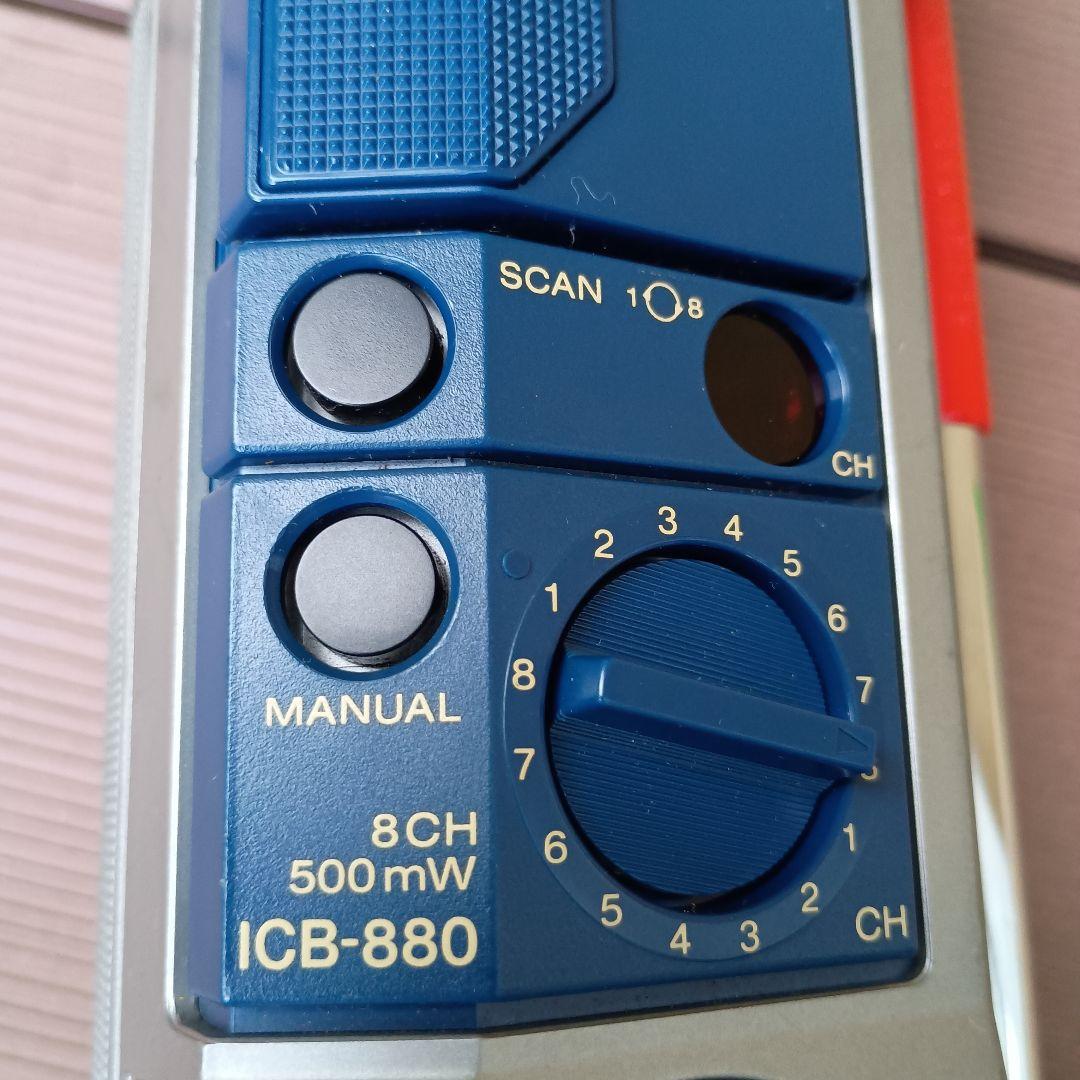 SCAN 1 8
CH
MANUAL
8CH
500mW
ICB-880
1 2 3 4 5 6 7
8 7 6 5 4 3 2 1
CH